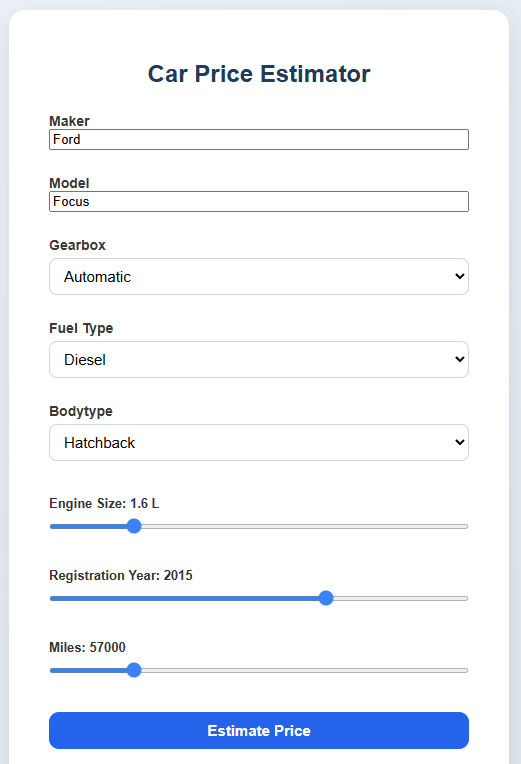 Car Price Estimator
Maker
Ford
Model
Focus
Gearbox
Automatic
Fuel Type
Diesel
Bodytype
Hatchback
Engine Size: 1.6 L
Registration Year: 2015
Miles: 57000
Estimate Price